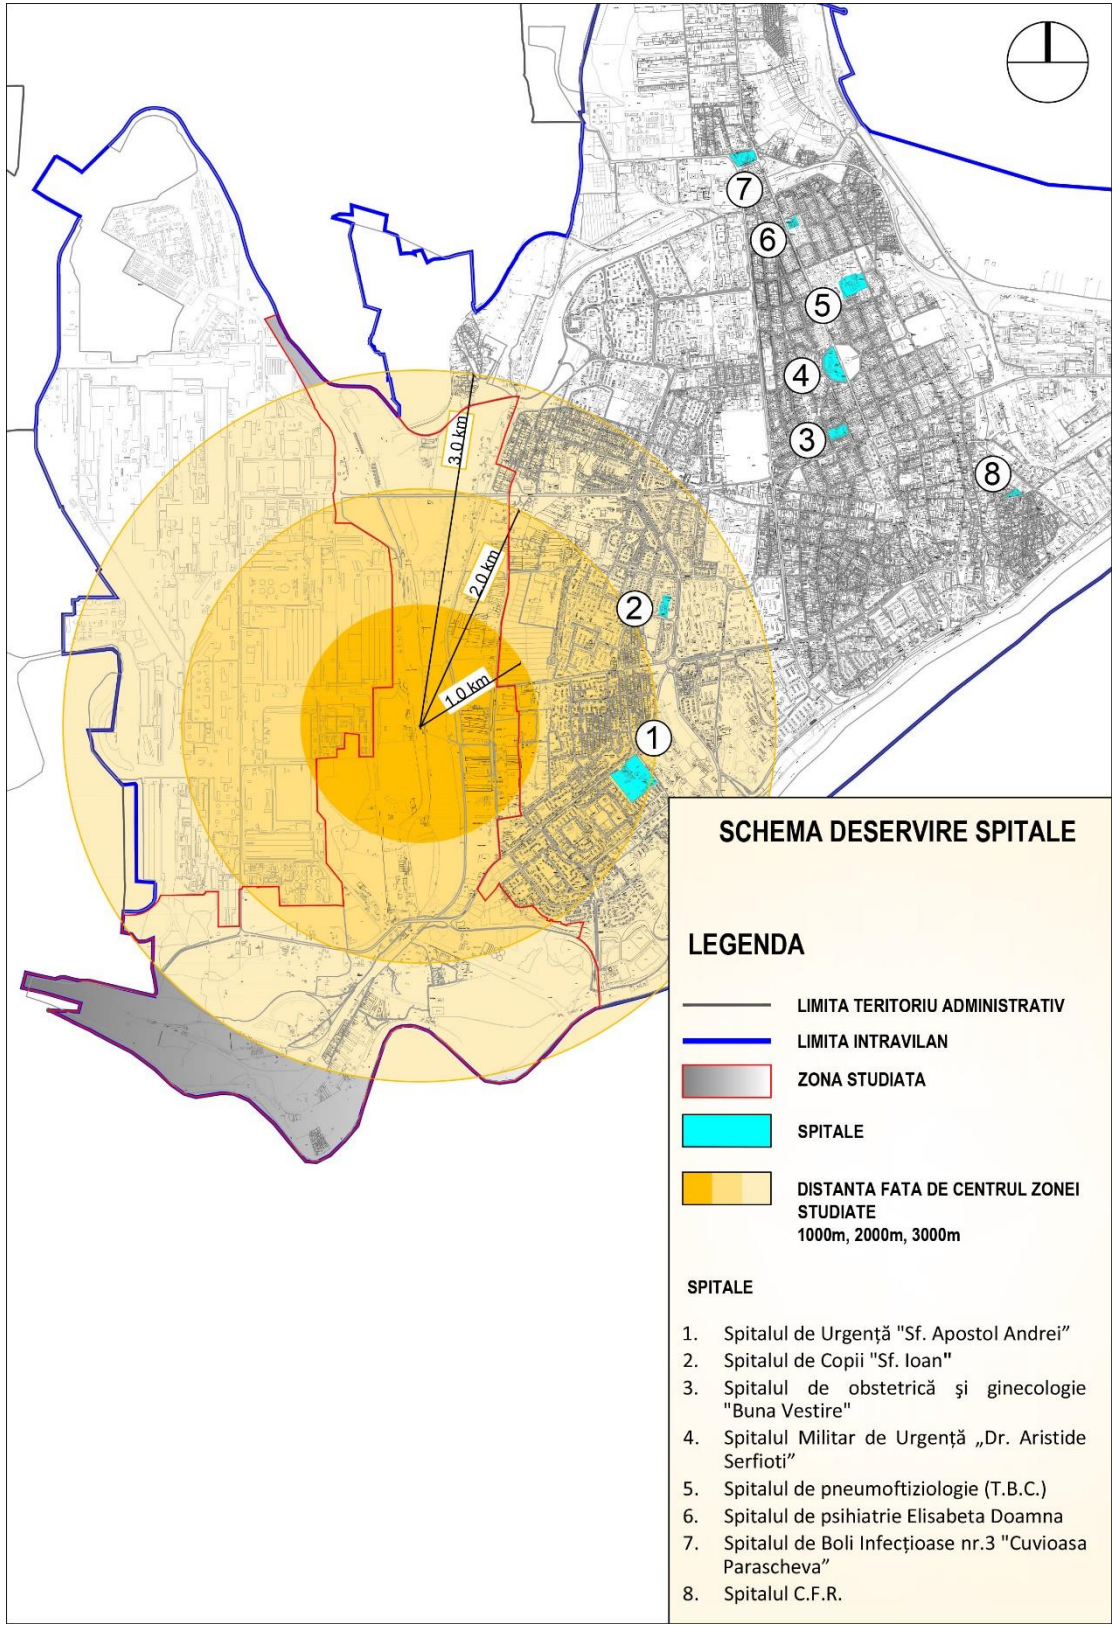 7
6
5
4
3
8
3.0 km
2.0 km
2
1.0 km
1
SCHEMA DESERVIRE SPITALE
LEGENDA
LIMITA TERITORIU ADMINISTRATIV
LIMITA INTRAVILAN
ZONA STUDIATA
SPITALE
DISTANTA FATA DE CENTRUL ZONEI
STUDIATE
1000m, 2000m, 3000m
SPITALE
1. Spitalul de Urgență "Sf. Apostol Andrei”
2. Spitalul de Copii "Sf. Ioan"
3. Spitalul de obstetrică şi ginecologie
"Buna Vestire"
4. Spitalul Militar de Urgență „Dr. Aristide
Serfioti”
5. Spitalul de pneumoftiziologie (T.B.C.)
6. Spitalul de psihiatrie Elisabeta Doamna
7. Spitalul de Boli Infecțioase nr.3 "Cuvioasa
Parascheva”
8. Spitalul C.F.R.